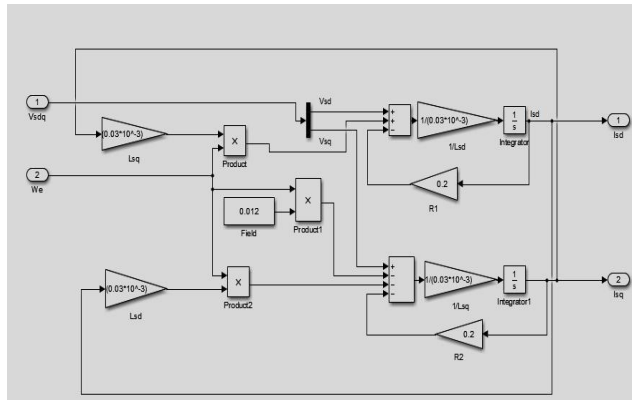 1
Vsdq
(0.03*10^-3)
Lsq
X
Product
Vsd
Vsq
+
+
−
1/(0.03*10^-3)
1/Lsd
1
s
Integrator
Isd
1
Isd
0.2
R1
2
We
0.012
Field
X
Product1
(0.03*10^-3)
Lsd
X
Product2
+
−
−
−
1/(0.03*10^-3)
1/Lsq
1
s
Integrator1
2
Isq
0.2
R2